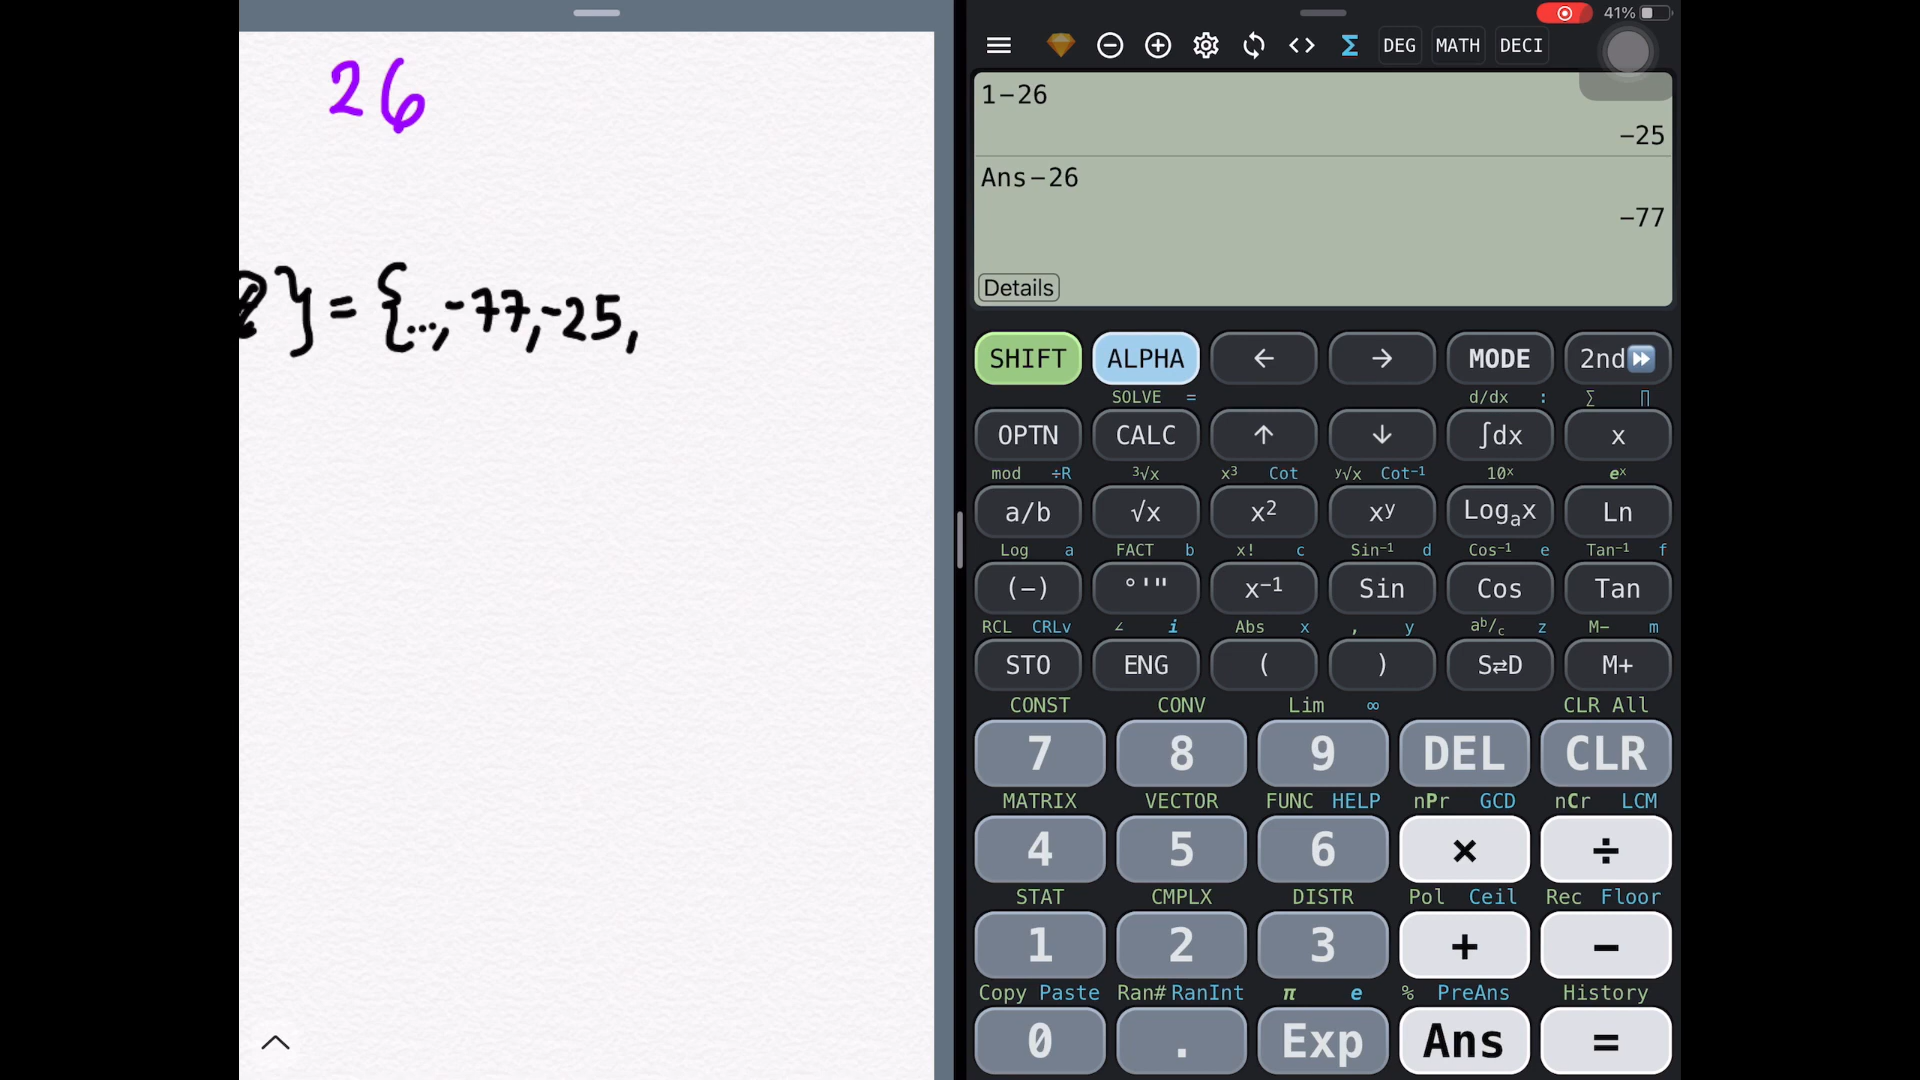 26
} = {..., -77, -25,
41%
DEG MATH DECI
1-26
-25
Ans-26
-77
Details
SHIFT ALPHA ← → MODE 2nd
SOLVE = d/dx : ∑ ∏
OPTN CALC ↑ ↓ ∫dx x
mod ÷R ³√x x³ Cot ʸ√x Cot⁻¹ 10ˣ eˣ
a/b √x x² xʸ Logₐx Ln
Log a FACT b x! c Sin⁻¹ d Cos⁻¹ e Tan⁻¹ f
(−) °'" x⁻¹ Sin Cos Tan
RCL CRLv ∠ i Abs x , y aᵇ/c z M− m
STO ENG ( ) S⇄D M+
CONST CONV Lim ∞ CLR All
7 8 9 DEL CLR
MATRIX VECTOR FUNC HELP nPr GCD nCr LCM
4 5 6 × ÷
STAT CMPLX DISTR Pol Ceil Rec Floor
1 2 3 + −
Copy Paste Ran# RanInt π e % PreAns History
0 . Exp Ans =